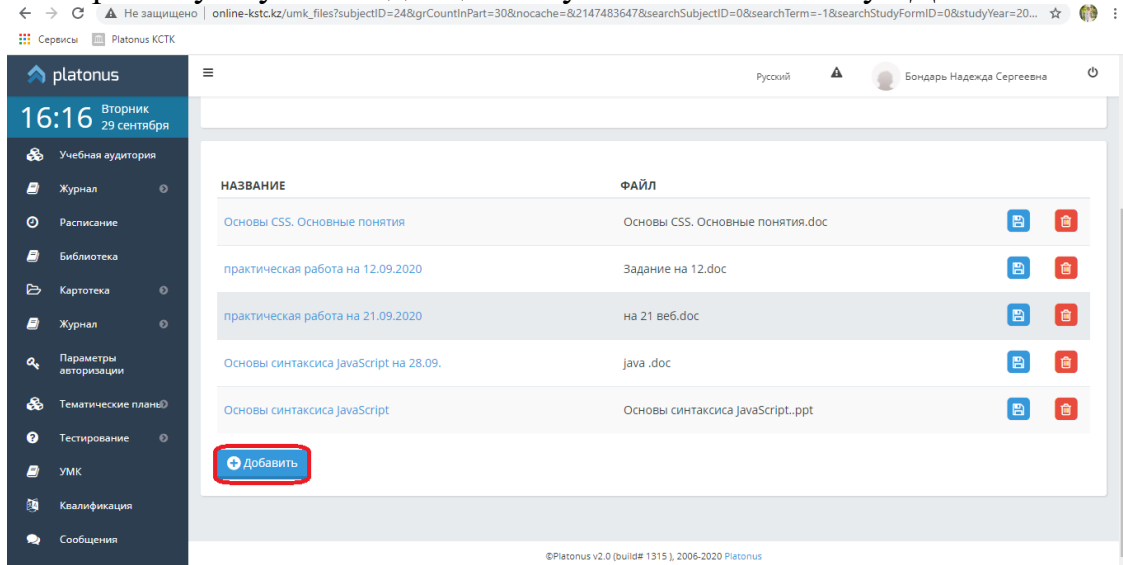 Не защищено | online-kstc.kz/umk_files?subjectID=24&grCountInPart=30&nocache=&2147483647&searchSubjectID=0&searchTerm=-1&searchStudyFormID=0&studyYear=20...
Сервисы Platonus КСТК
platonus
Русский
Бондарь Надежда Сергеевна
16:16 Вторник
29 сентября
Учебная аудитория
Журнал
Расписание
Библиотека
Картотека
Журнал
Параметры
авторизации
Тематические планы
Тестирование
УМК
Квалификация
Сообщения
НАЗВАНИЕ ФАЙЛ
Основы CSS. Основные понятия Основы CSS. Основные понятия.doc
практическая работа на 12.09.2020 Задание на 12.doc
практическая работа на 21.09.2020 на 21 веб.doc
Основы синтаксиса JavaScript на 28.09. java .doc
Основы синтаксиса JavaScript Основы синтаксиса JavaScript..ppt
Добавить
©Platonus v2.0 (build# 1315 ), 2006-2020 Platonus